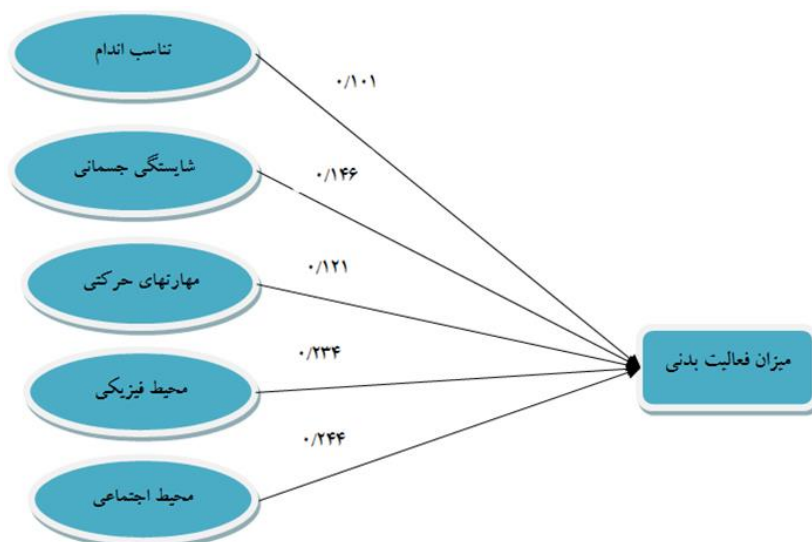 تناسب اندام
۰/۱۰۱
شایستگی جسمانی
۰/۱۴۶
مهارتهای حرکتی
۰/۱۲۱
میزان فعالیت بدنی
محیط فیزیکی
۰/۲۳۴
محیط اجتماعی
۰/۲۴۴